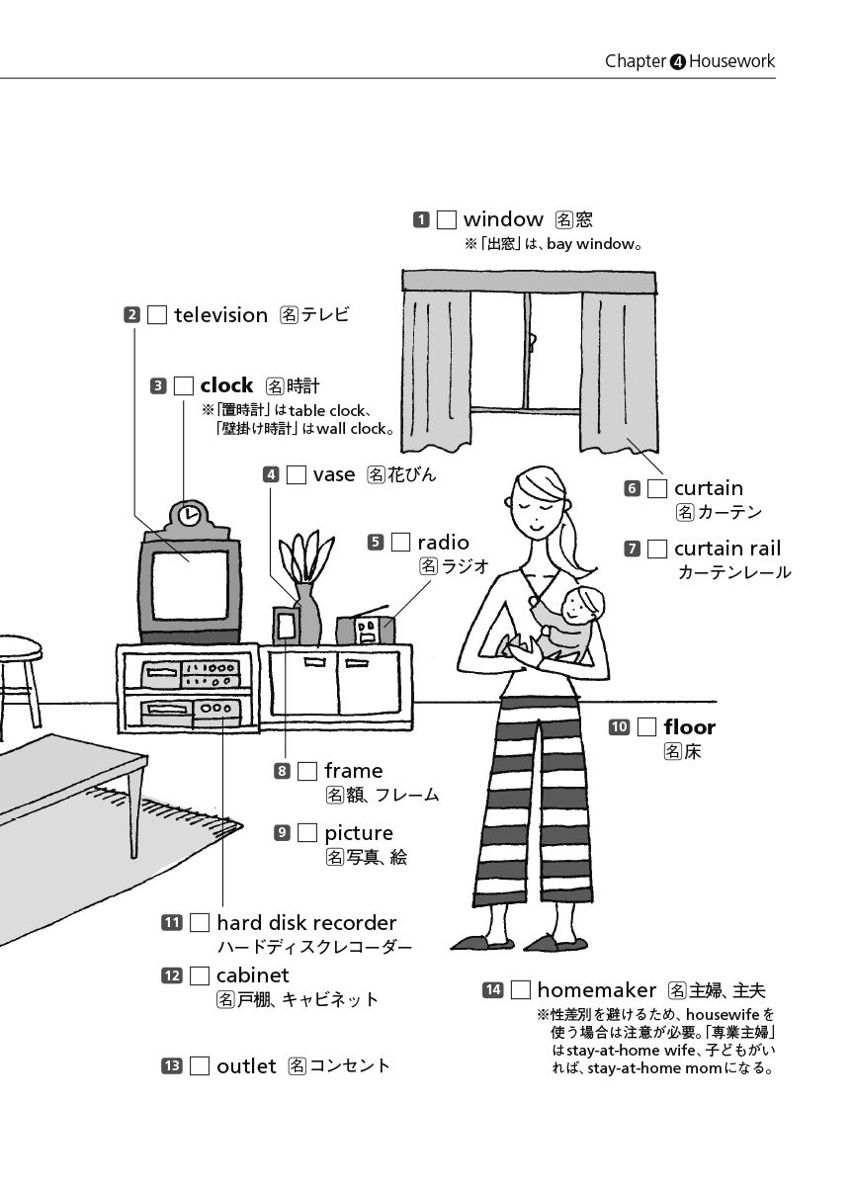 Chapter ❹ Housework
1 □ window 名窓
※「出窓」は、bay window。
2 □ television 名テレビ
3 □ clock 名時計
※「置時計」はtable clock、
「壁掛け時計」はwall clock。
4 □ vase 名花びん
5 □ radio
名ラジオ
6 □ curtain
名カーテン
7 □ curtain rail
カーテンレール
8 □ frame
名額、フレーム
9 □ picture
名写真、絵
10 □ floor
名床
11 □ hard disk recorder
ハードディスクレコーダー
12 □ cabinet
名戸棚、キャビネット
13 □ outlet 名コンセント
14 □ homemaker 名主婦、主夫
※性差別を避けるため、housewifeを
使う場合は注意が必要。「専業主婦」
はstay-at-home wife、子どもがい
れば、stay-at-home momになる。